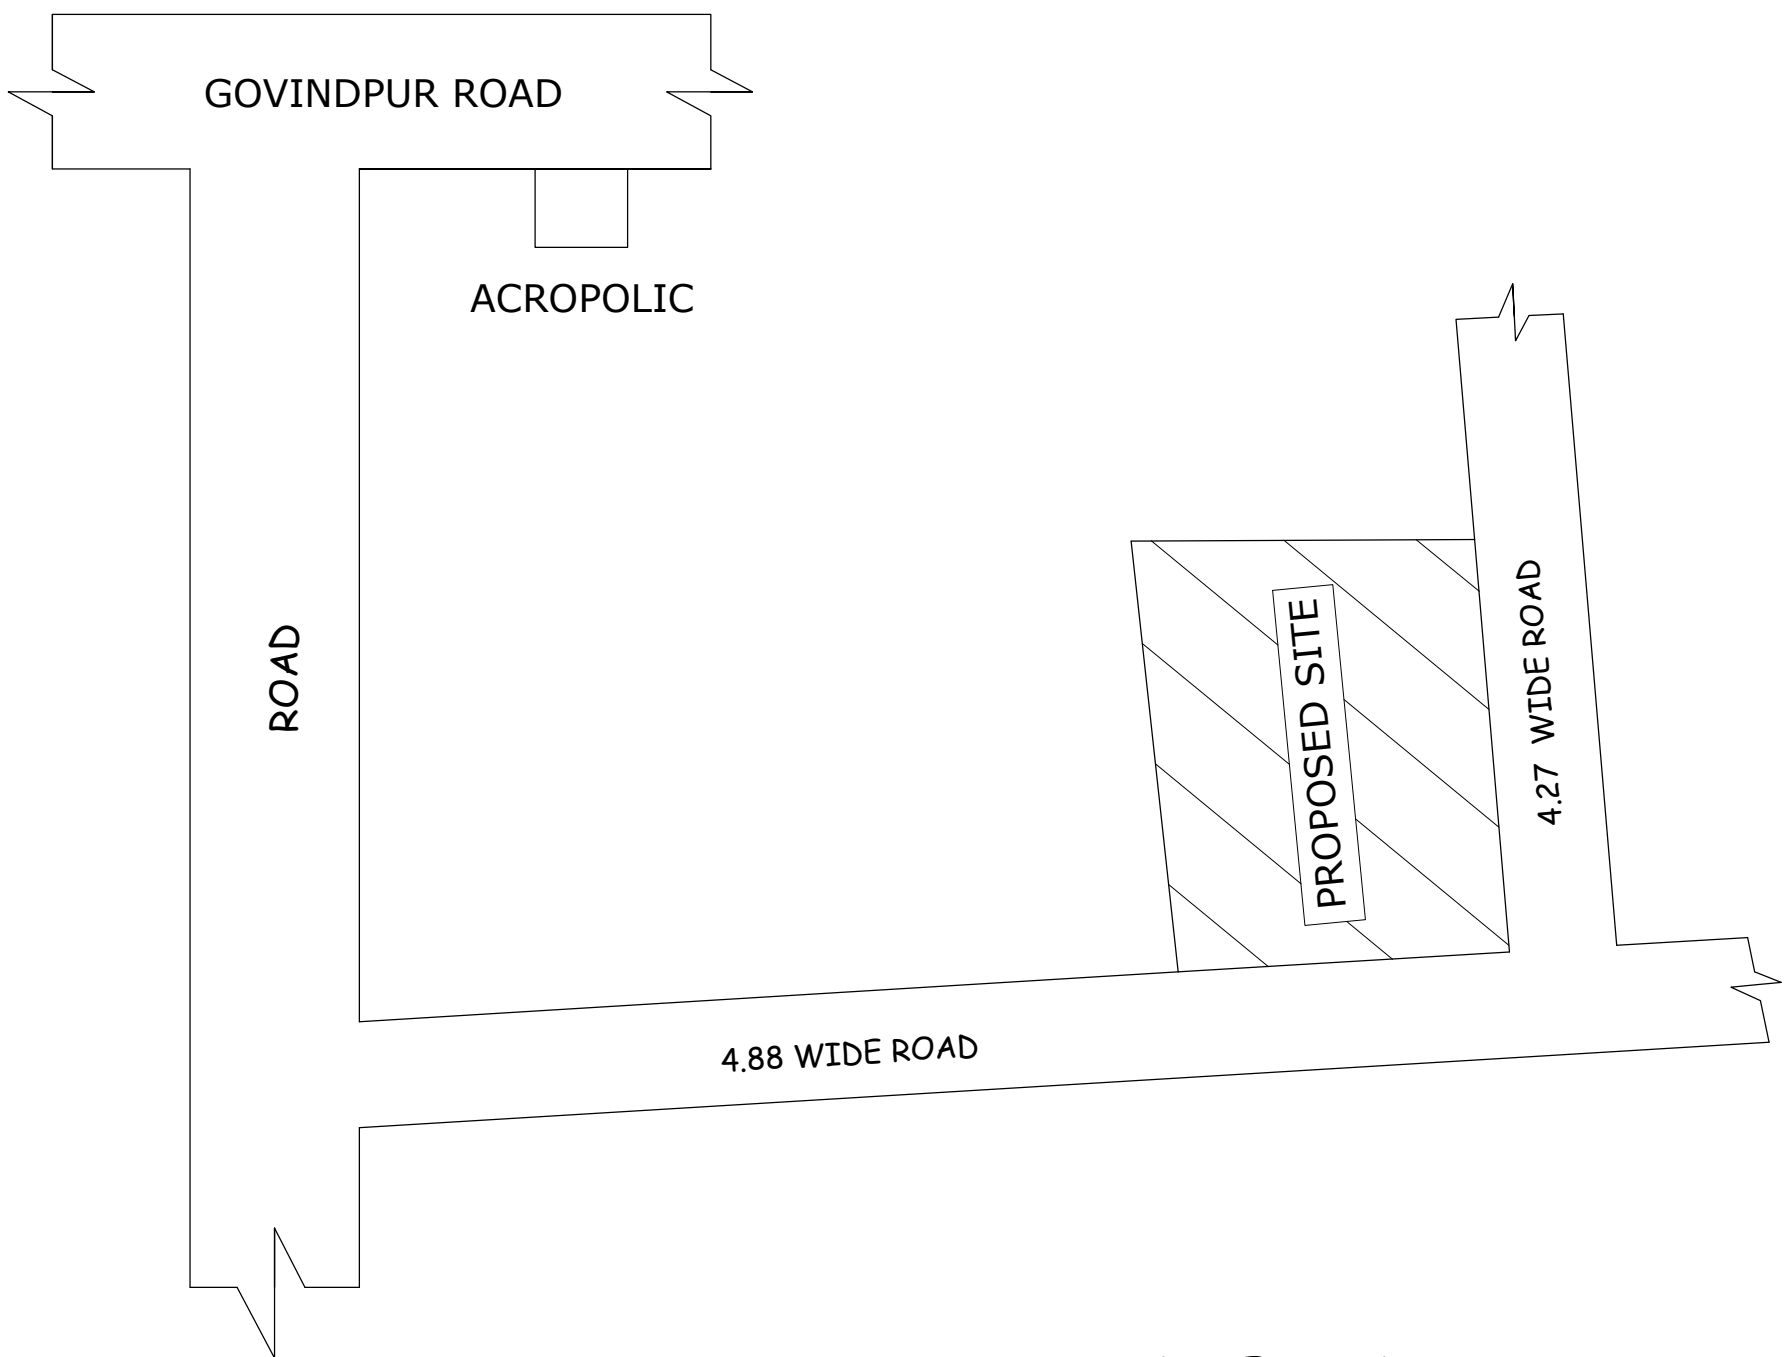 GOVINDPUR ROAD
ACROPOLIC
ROAD
PROPOSED SITE
4.27 WIDE ROAD
4.88 WIDE ROAD